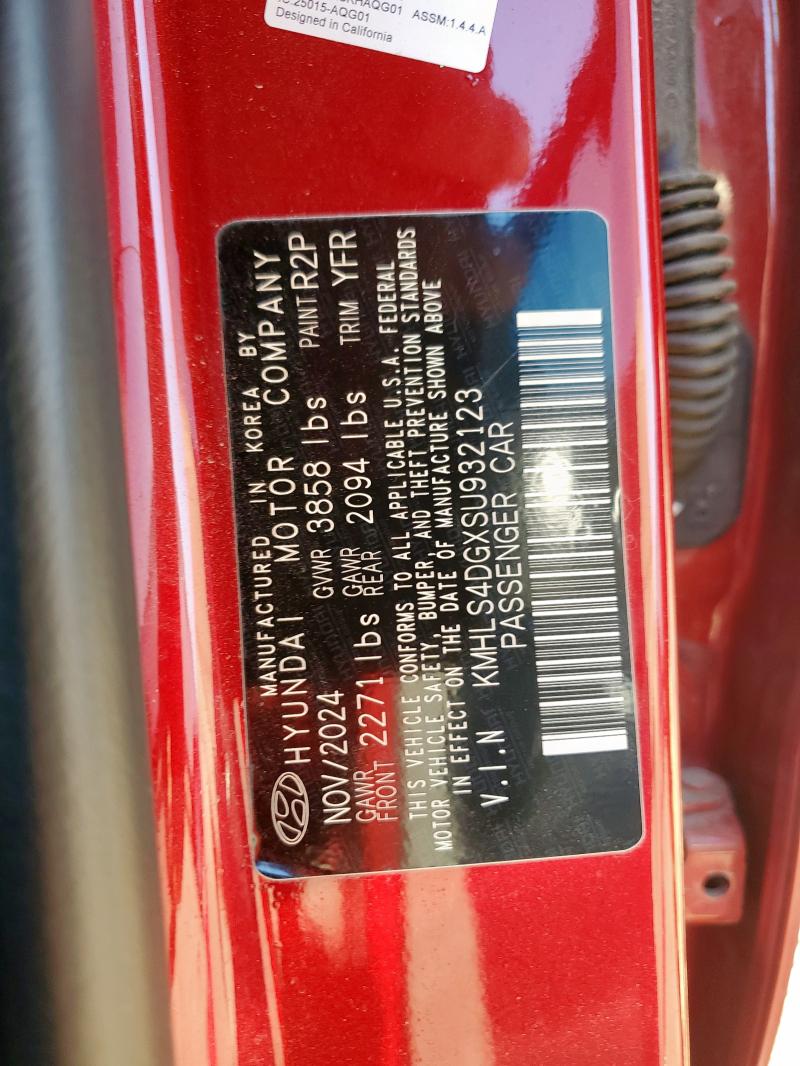 ASSM:1.4.4.A
IC:25015-AQG01
Designed in California
MANUFACTURED IN KOREA BY
HYUNDAI MOTOR COMPANY
NOV/2024 GVWR 3858 lbs PAINT R2P
GAWR FRONT 2271 lbs GAWR REAR 2094 lbs TRIM YFR
THIS VEHICLE CONFORMS TO ALL APPLICABLE U.S.A. FEDERAL
MOTOR VEHICLE SAFETY, BUMPER, AND THEFT PREVENTION STANDARDS
IN EFFECT ON THE DATE OF MANUFACTURE SHOWN ABOVE
V.I.N KMHLS4DGXSU932123
PASSENGER CAR